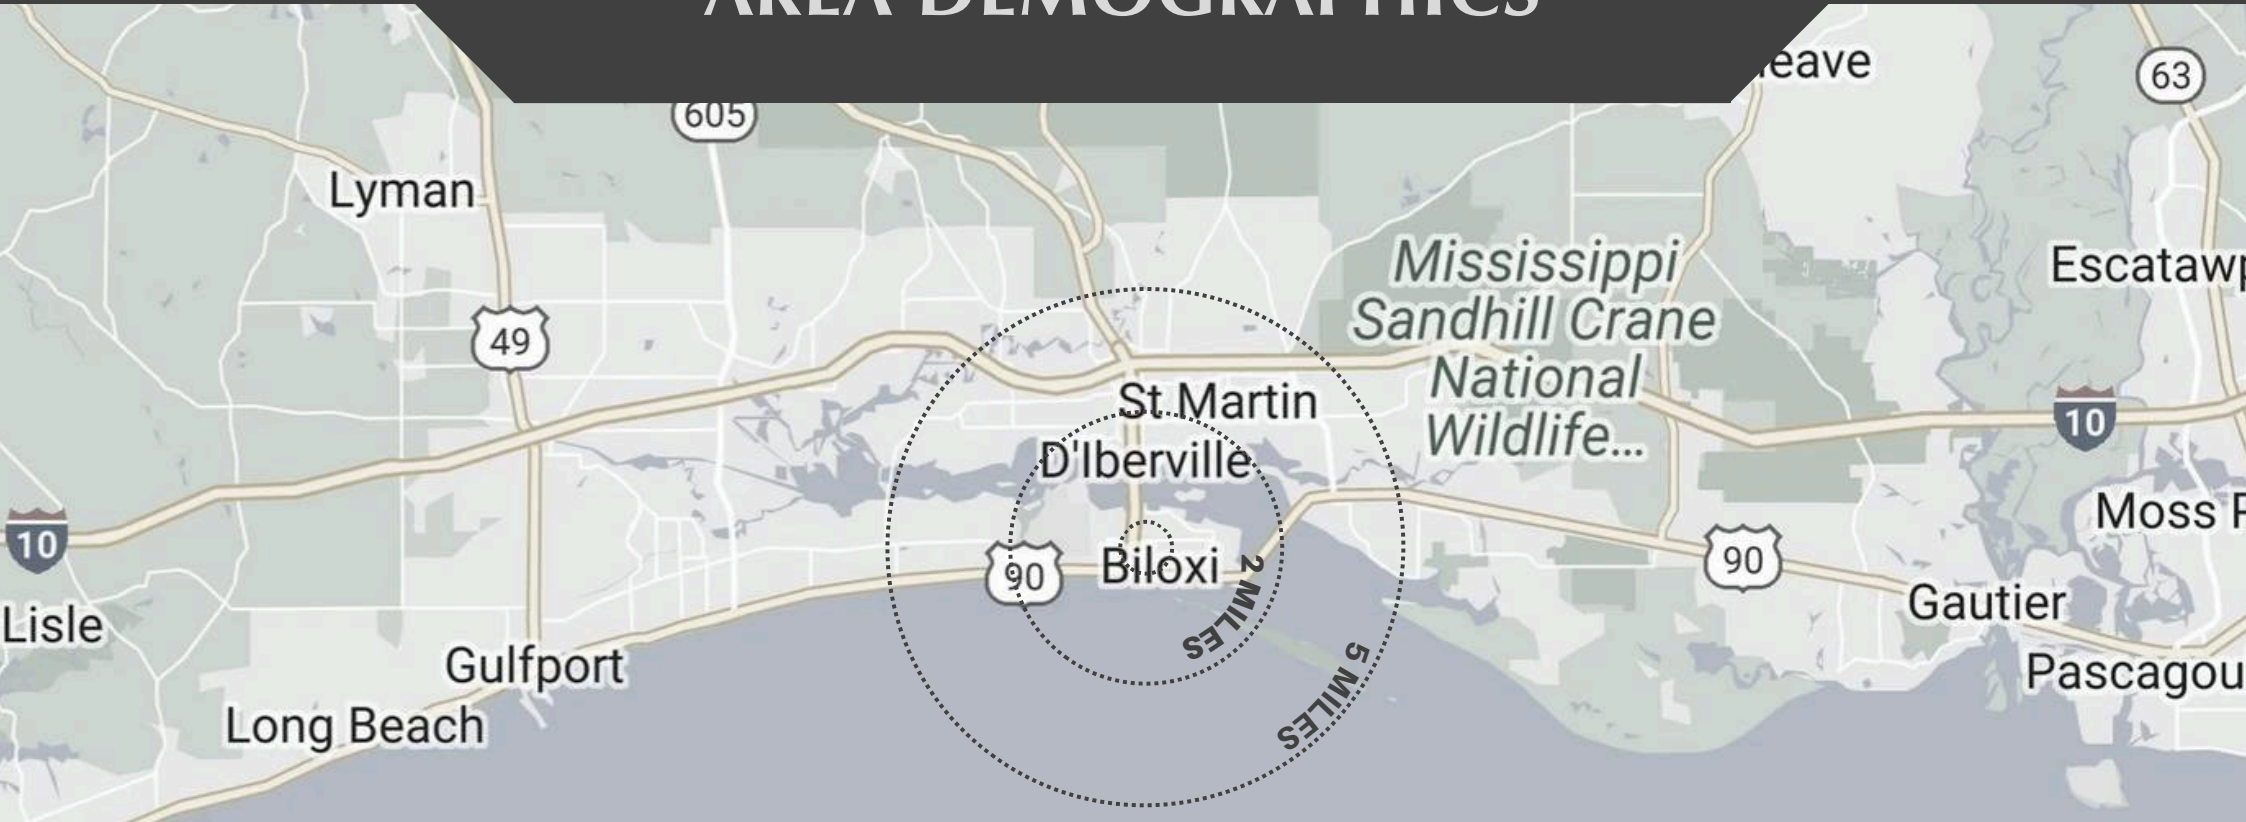 AREA DEMOGRAPHICS
eave
63
605
Lyman
Mississippi
Sandhill Crane
National
Wildlife...
Escatawp
49
St Martin
10
D'Iberville
Moss P
10
90
Biloxi
90
2 MILES
Gautier
Lisle
Gulfport
5 MILES
Pascagou
Long Beach